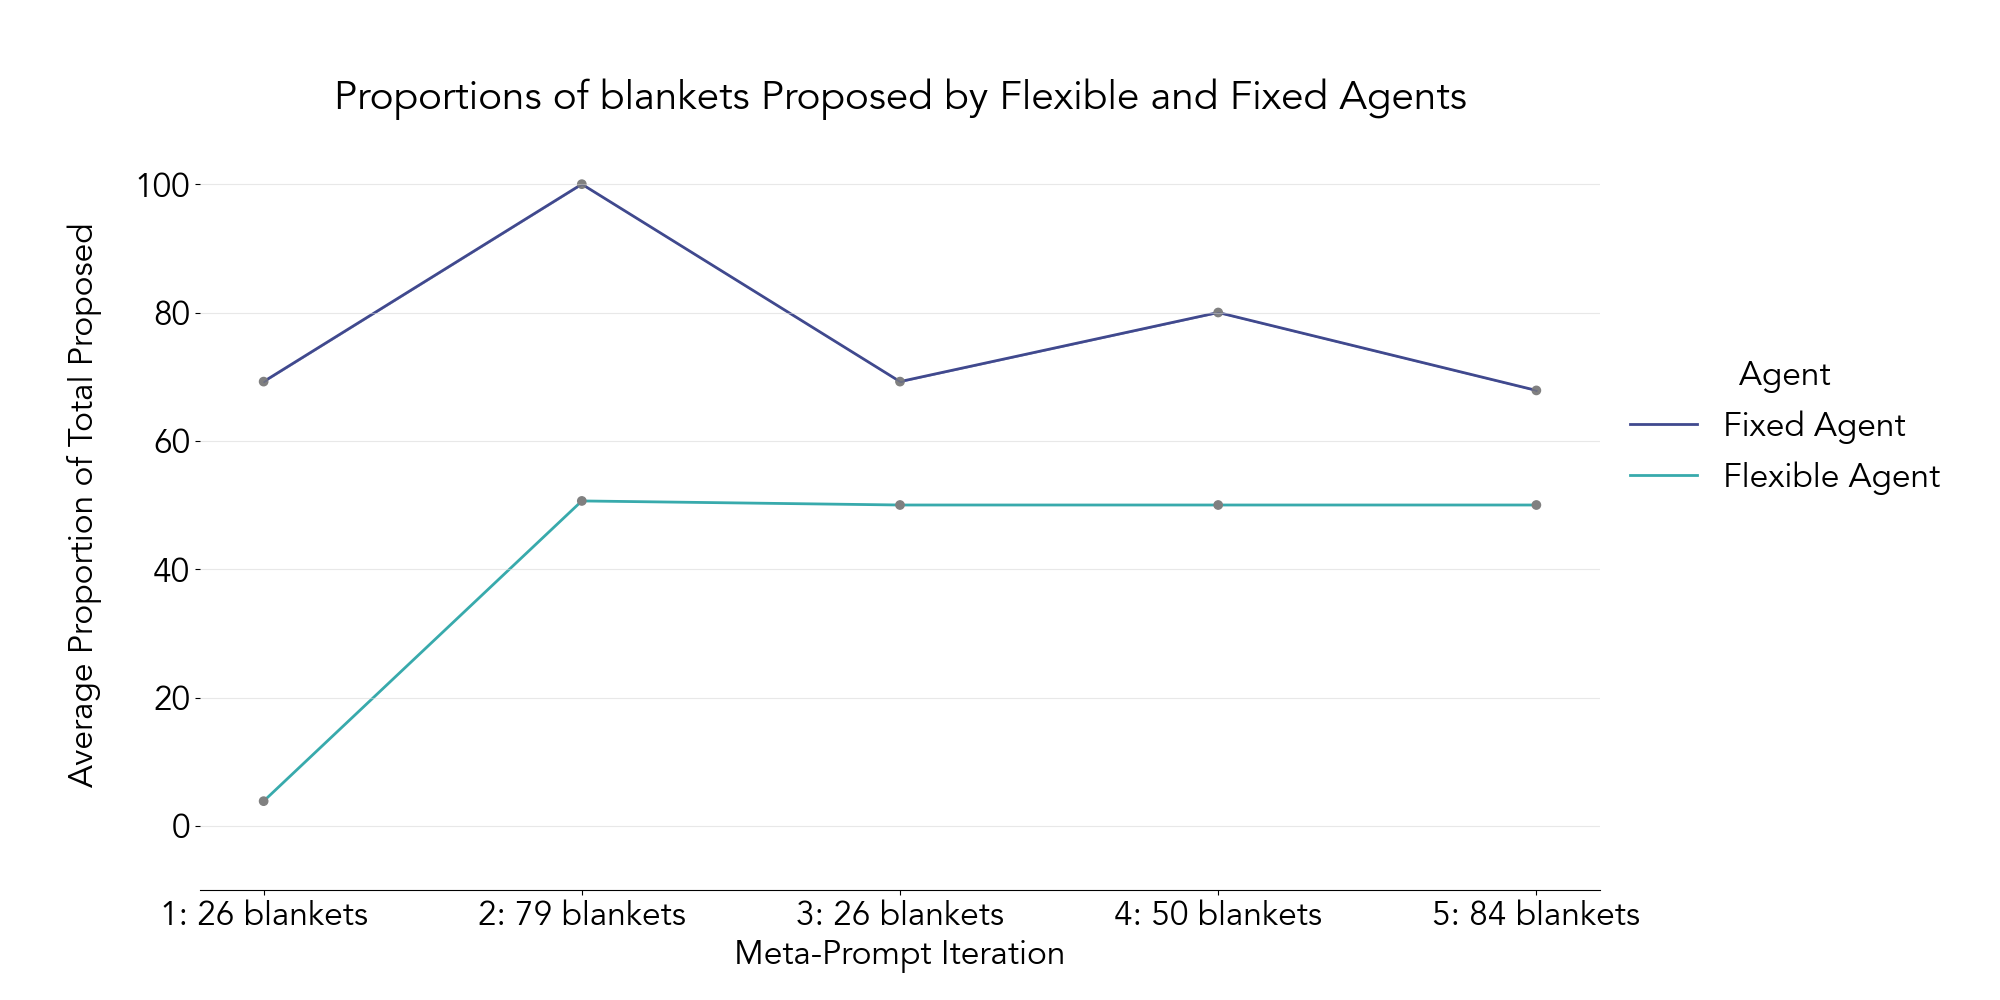 Proportions of blankets Proposed by Flexible and Fixed Agents
Average Proportion of Total Proposed
100
80
60
40
20
0
1: 26 blankets
2: 79 blankets
3: 26 blankets
4: 50 blankets
5: 84 blankets
Meta-Prompt Iteration
Agent
Fixed Agent
Flexible Agent